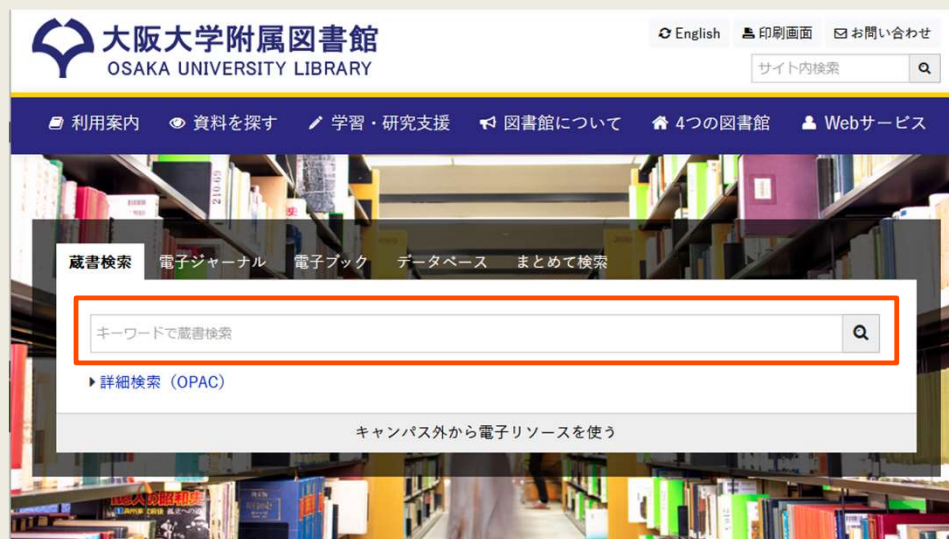 大阪大学附属図書館
OSAKA UNIVERSITY LIBRARY
English 印刷画面 お問い合わせ
サイト内検索
利用案内 資料を探す 学習・研究支援 図書館について 4つの図書館 Webサービス
210.69
蔵書検索 電子ジャーナル 電子ブック データベース まとめて検索
キーワードで蔵書検索
詳細検索（OPAC）
キャンパス外から電子リソースを使う